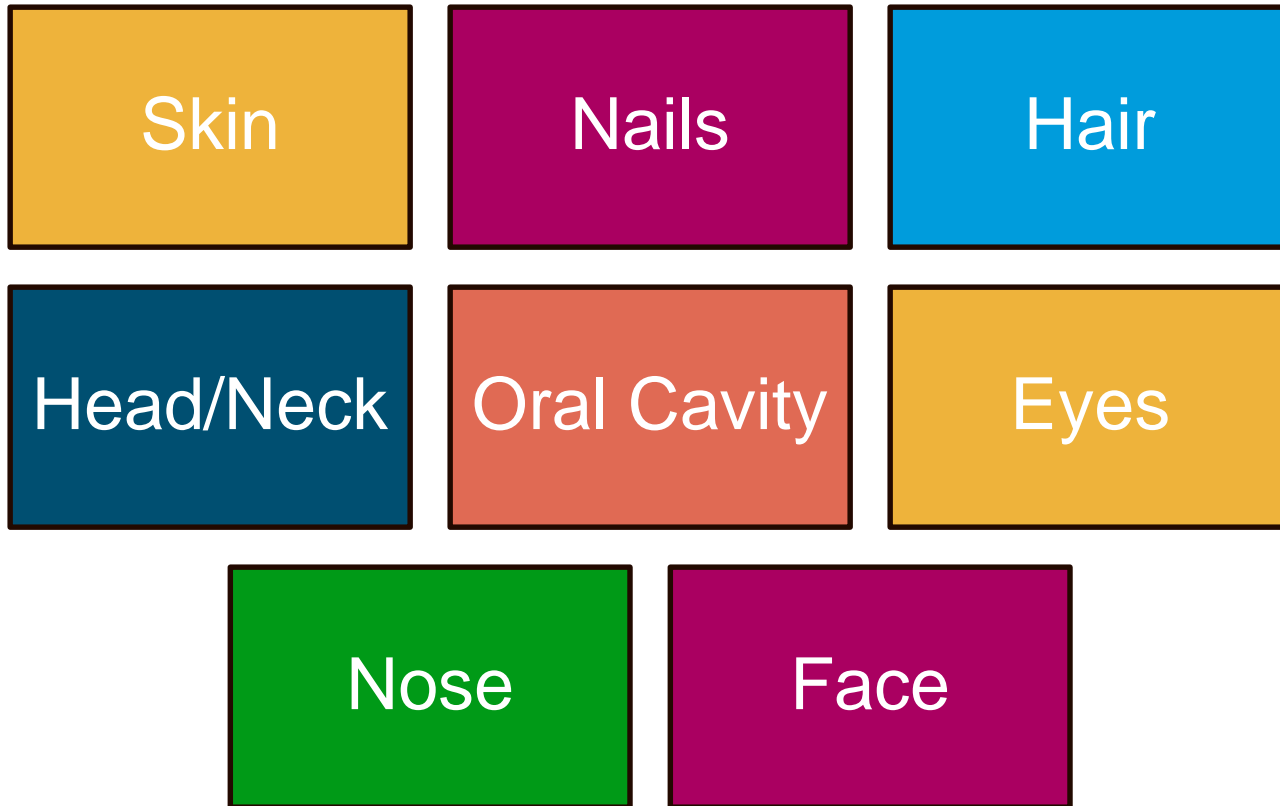 Skin
Nails
Hair
Head/Neck
Oral Cavity
Eyes
Nose
Face